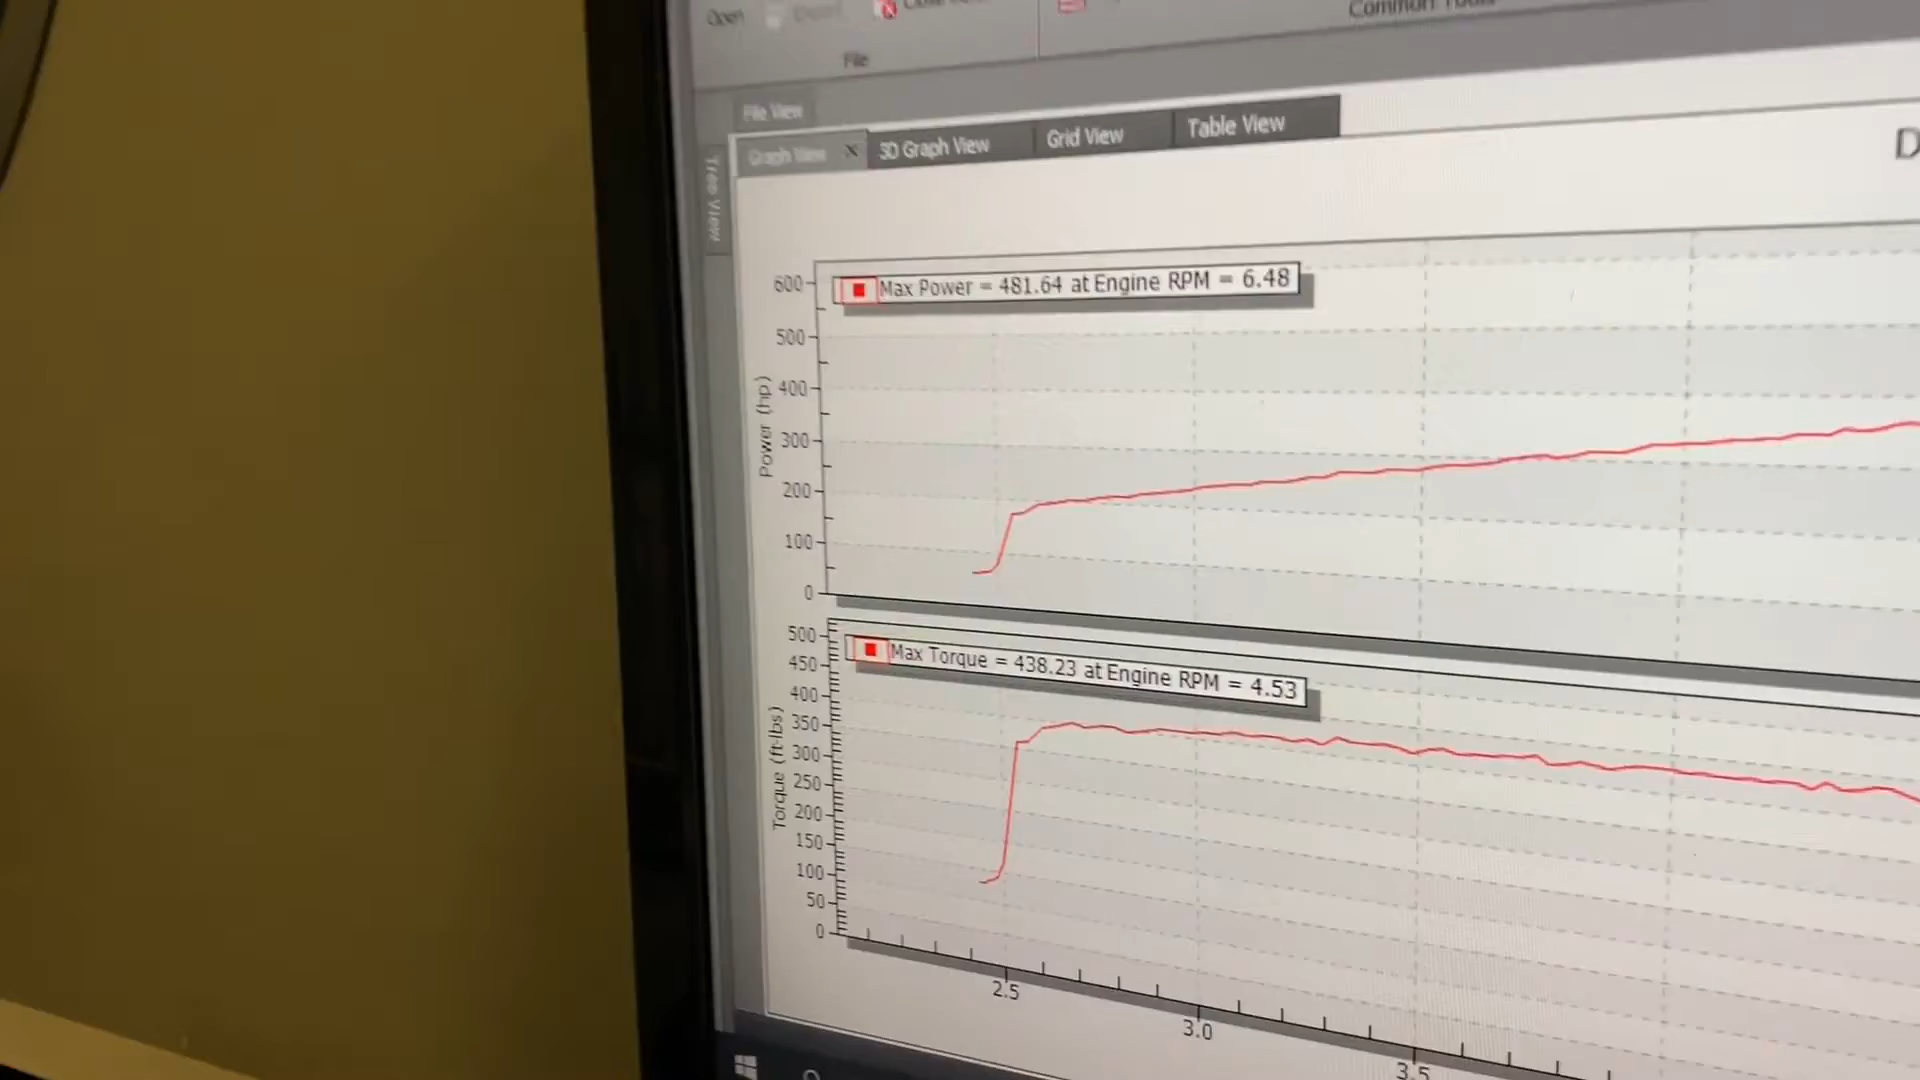 Open Export
Common Tools
File
File View
Graph View X 3D Graph View Grid View Table View
Tree View
D
Max Power = 481.64 at Engine RPM = 6.48
Power (hp)
600
500
400
300
200
100
0
Max Torque = 438.23 at Engine RPM = 4.53
Torque (ft-lbs)
500
450
400
350
300
250
200
150
100
50
0
2.5
3.0
3.5